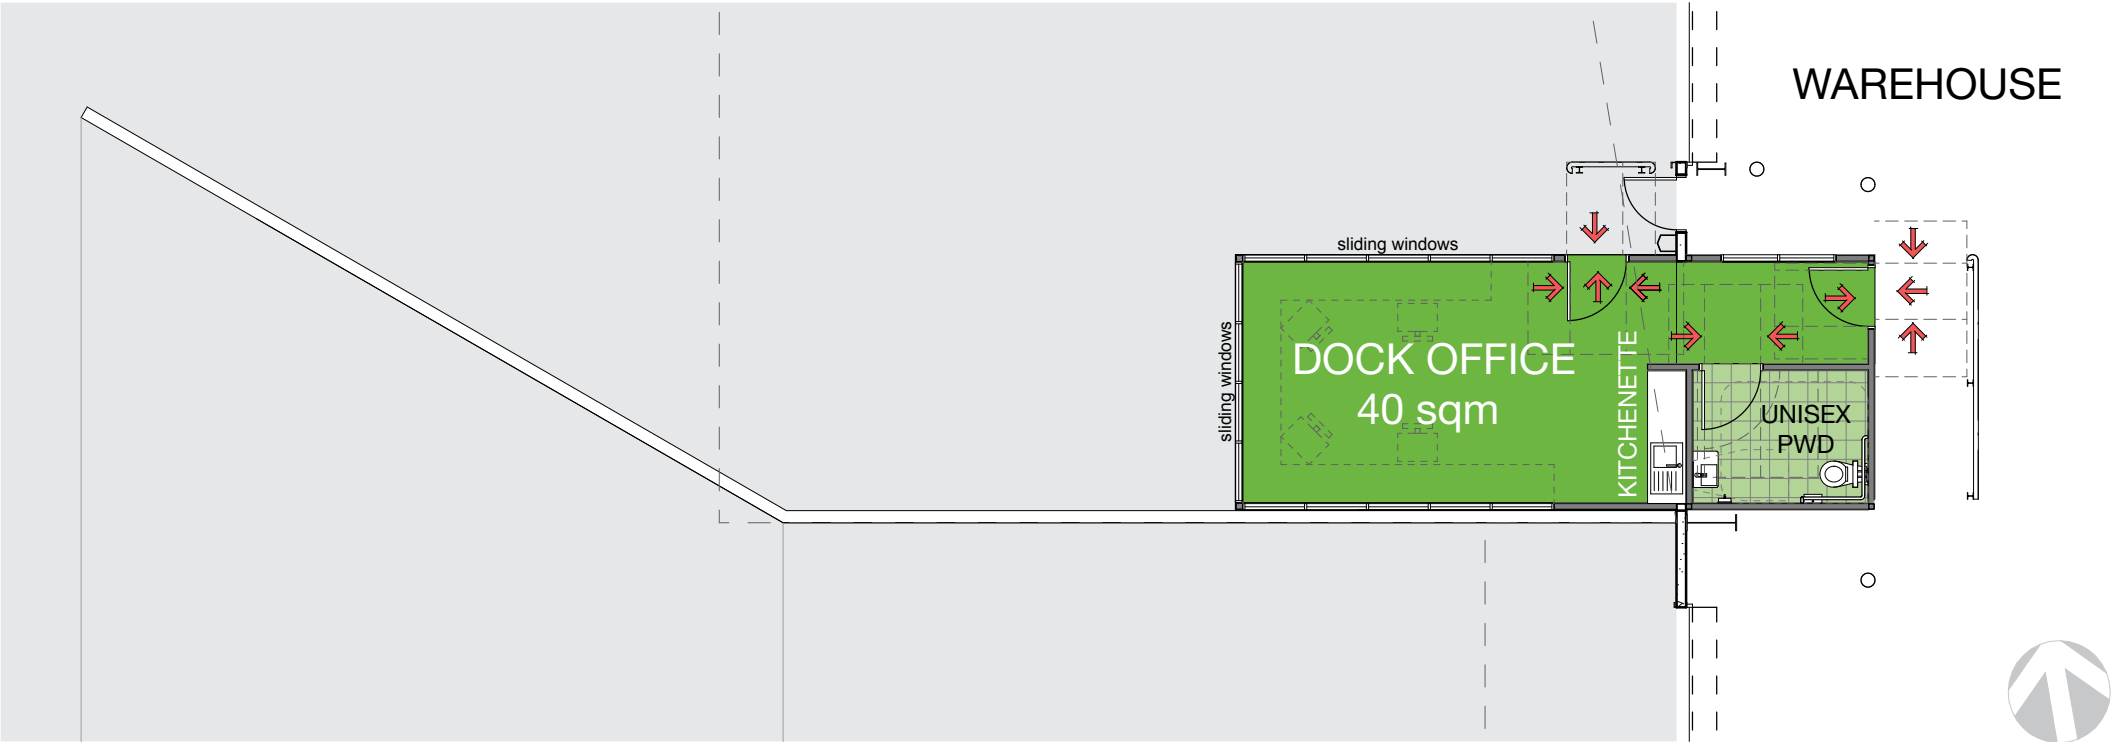 WAREHOUSE
sliding windows
sliding windows
DOCK OFFICE
40 sqm
KITCHENETTE
UNISEX
PWD